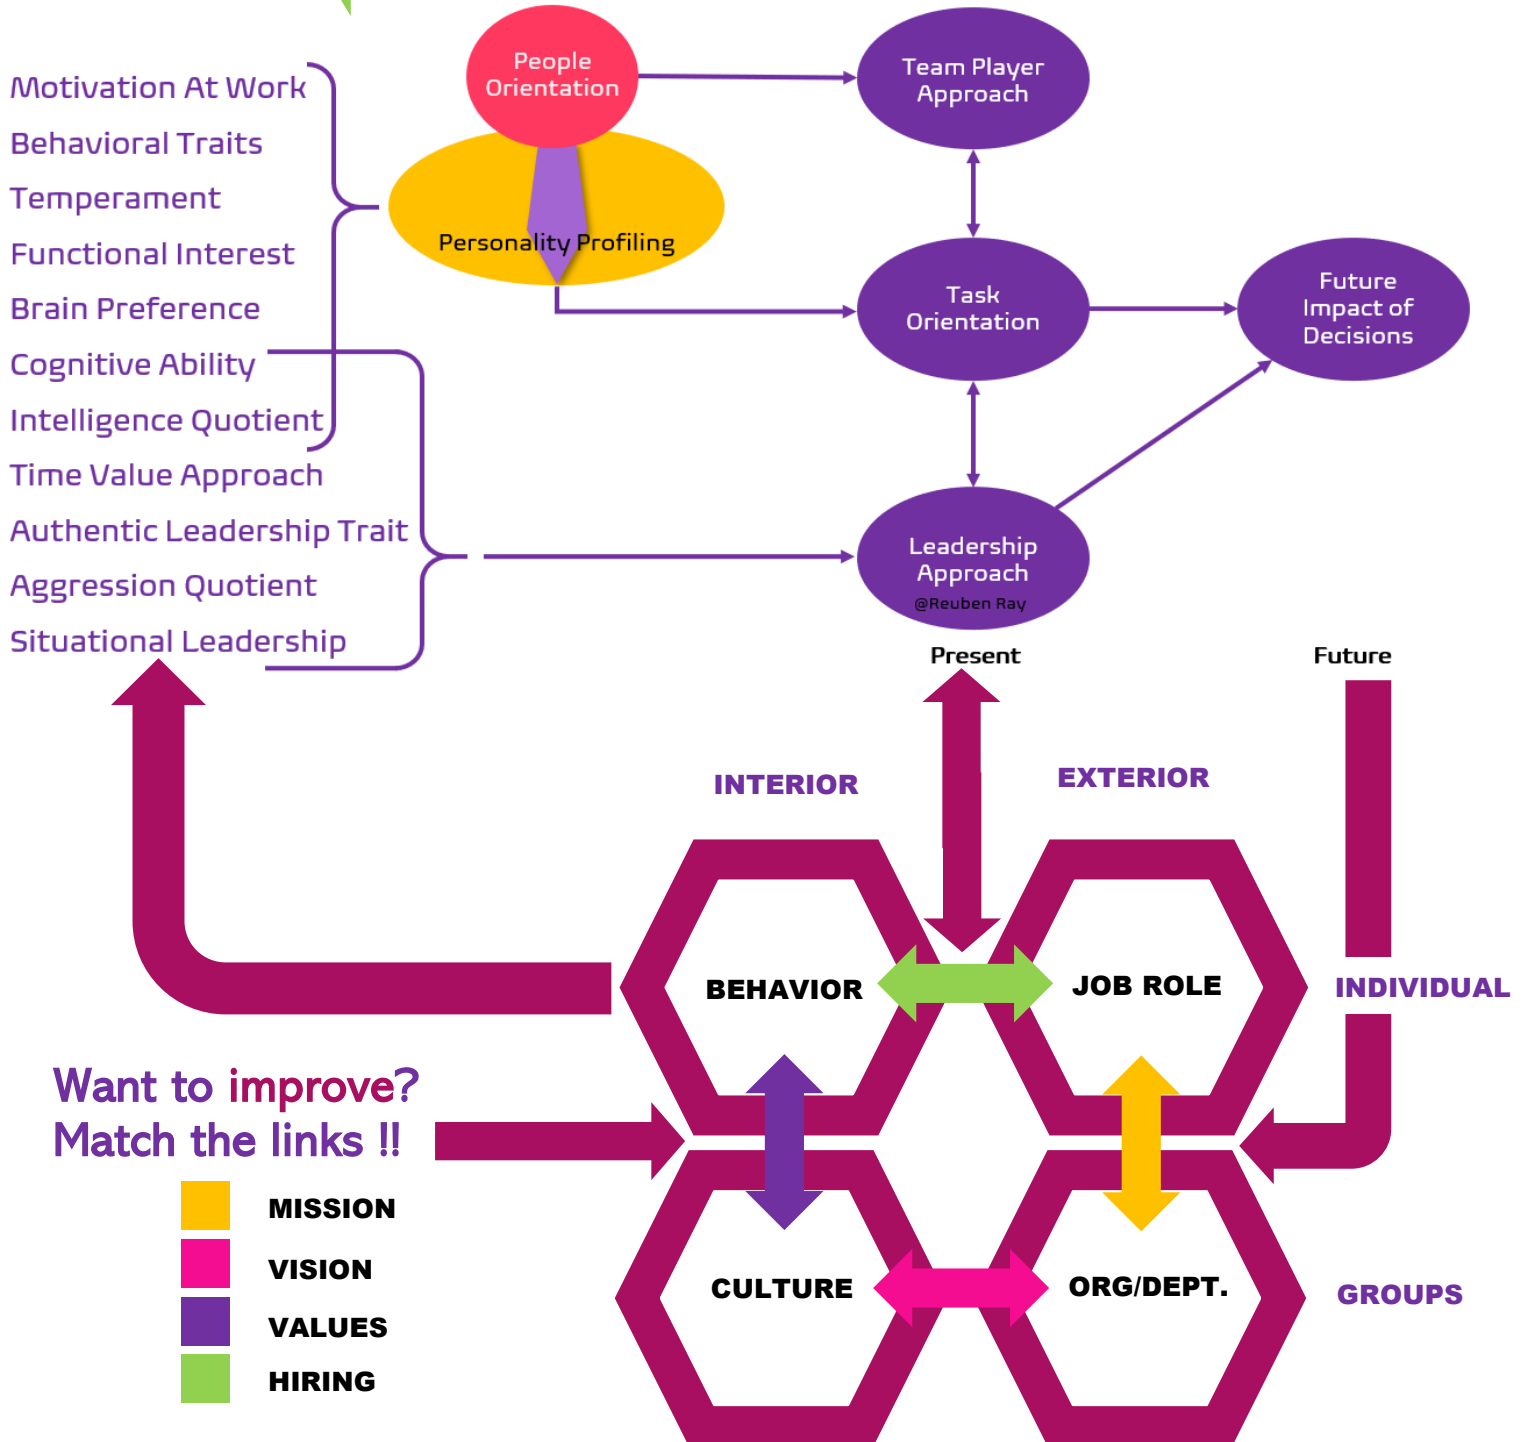 Motivation At Work
Behavioral Traits
Temperament
Functional Interest
Brain Preference
Cognitive Ability
Intelligence Quotient
Time Value Approach
Authentic Leadership Trait
Aggression Quotient
Situational Leadership
People
Orientation
Personality Profiling
Team Player
Approach
Task
Orientation
Future
Impact of
Decisions
Leadership
Approach
@Reuben Ray
Present
Future
INTERIOR
EXTERIOR
BEHAVIOR
JOB ROLE
INDIVIDUAL
Want to improve?
Match the links !!
MISSION
VISION
VALUES
HIRING
CULTURE
ORG/DEPT.
GROUPS